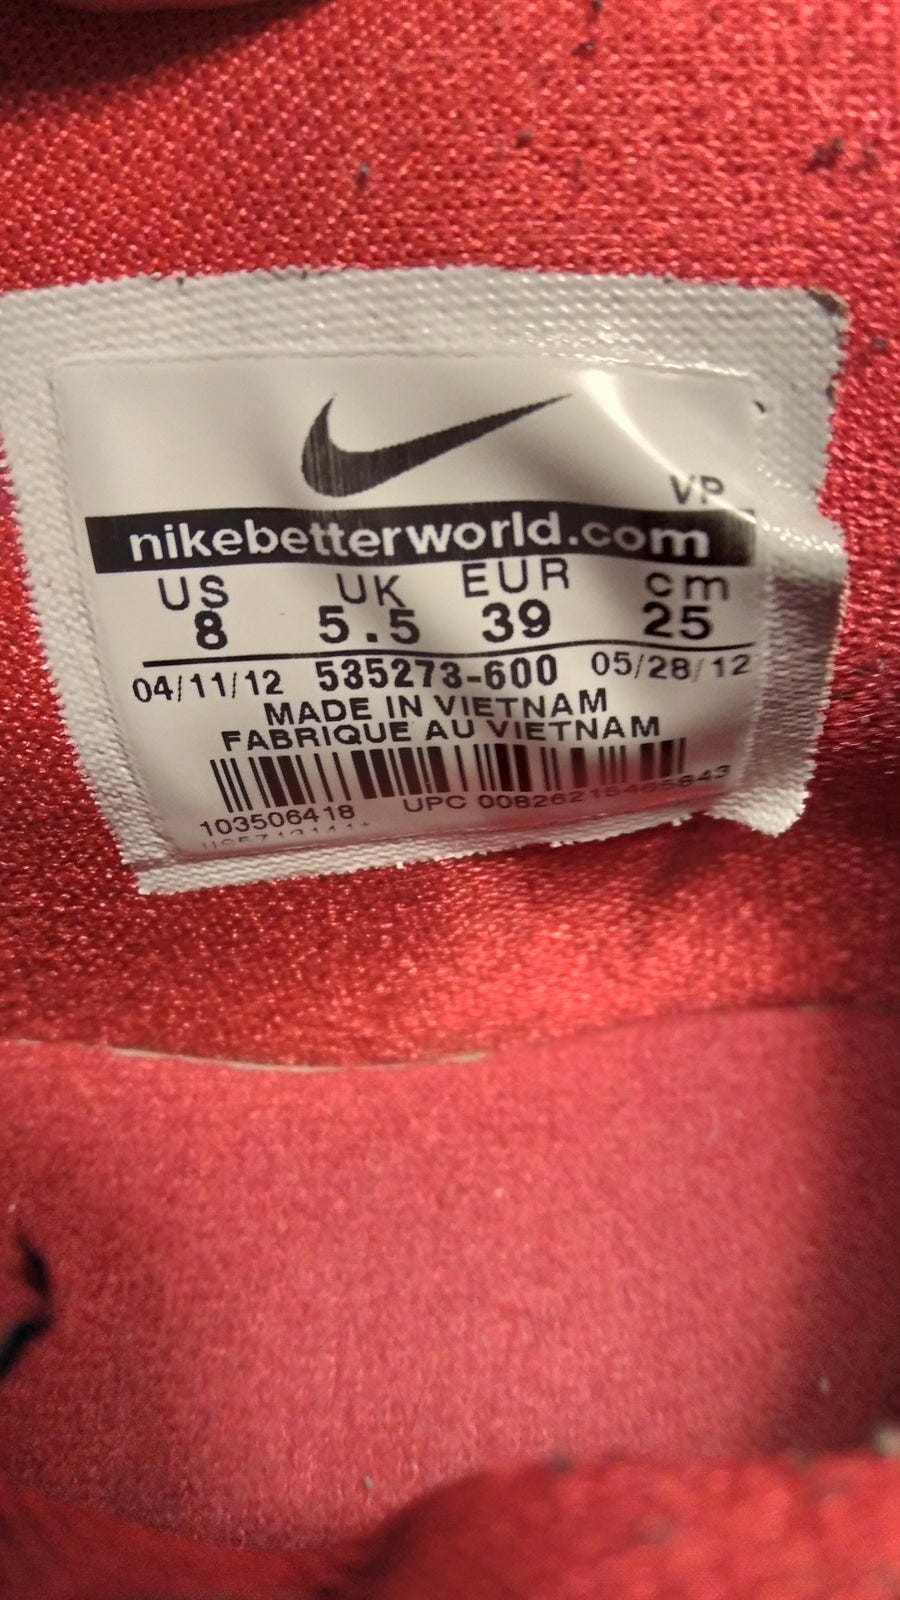 VP
nikebetterworld.com
US UK EUR cm
8 5.5 39 25
04/11/12 535273-600 05/28/12
MADE IN VIETNAM
FABRIQUE AU VIETNAM
103506418 UPC